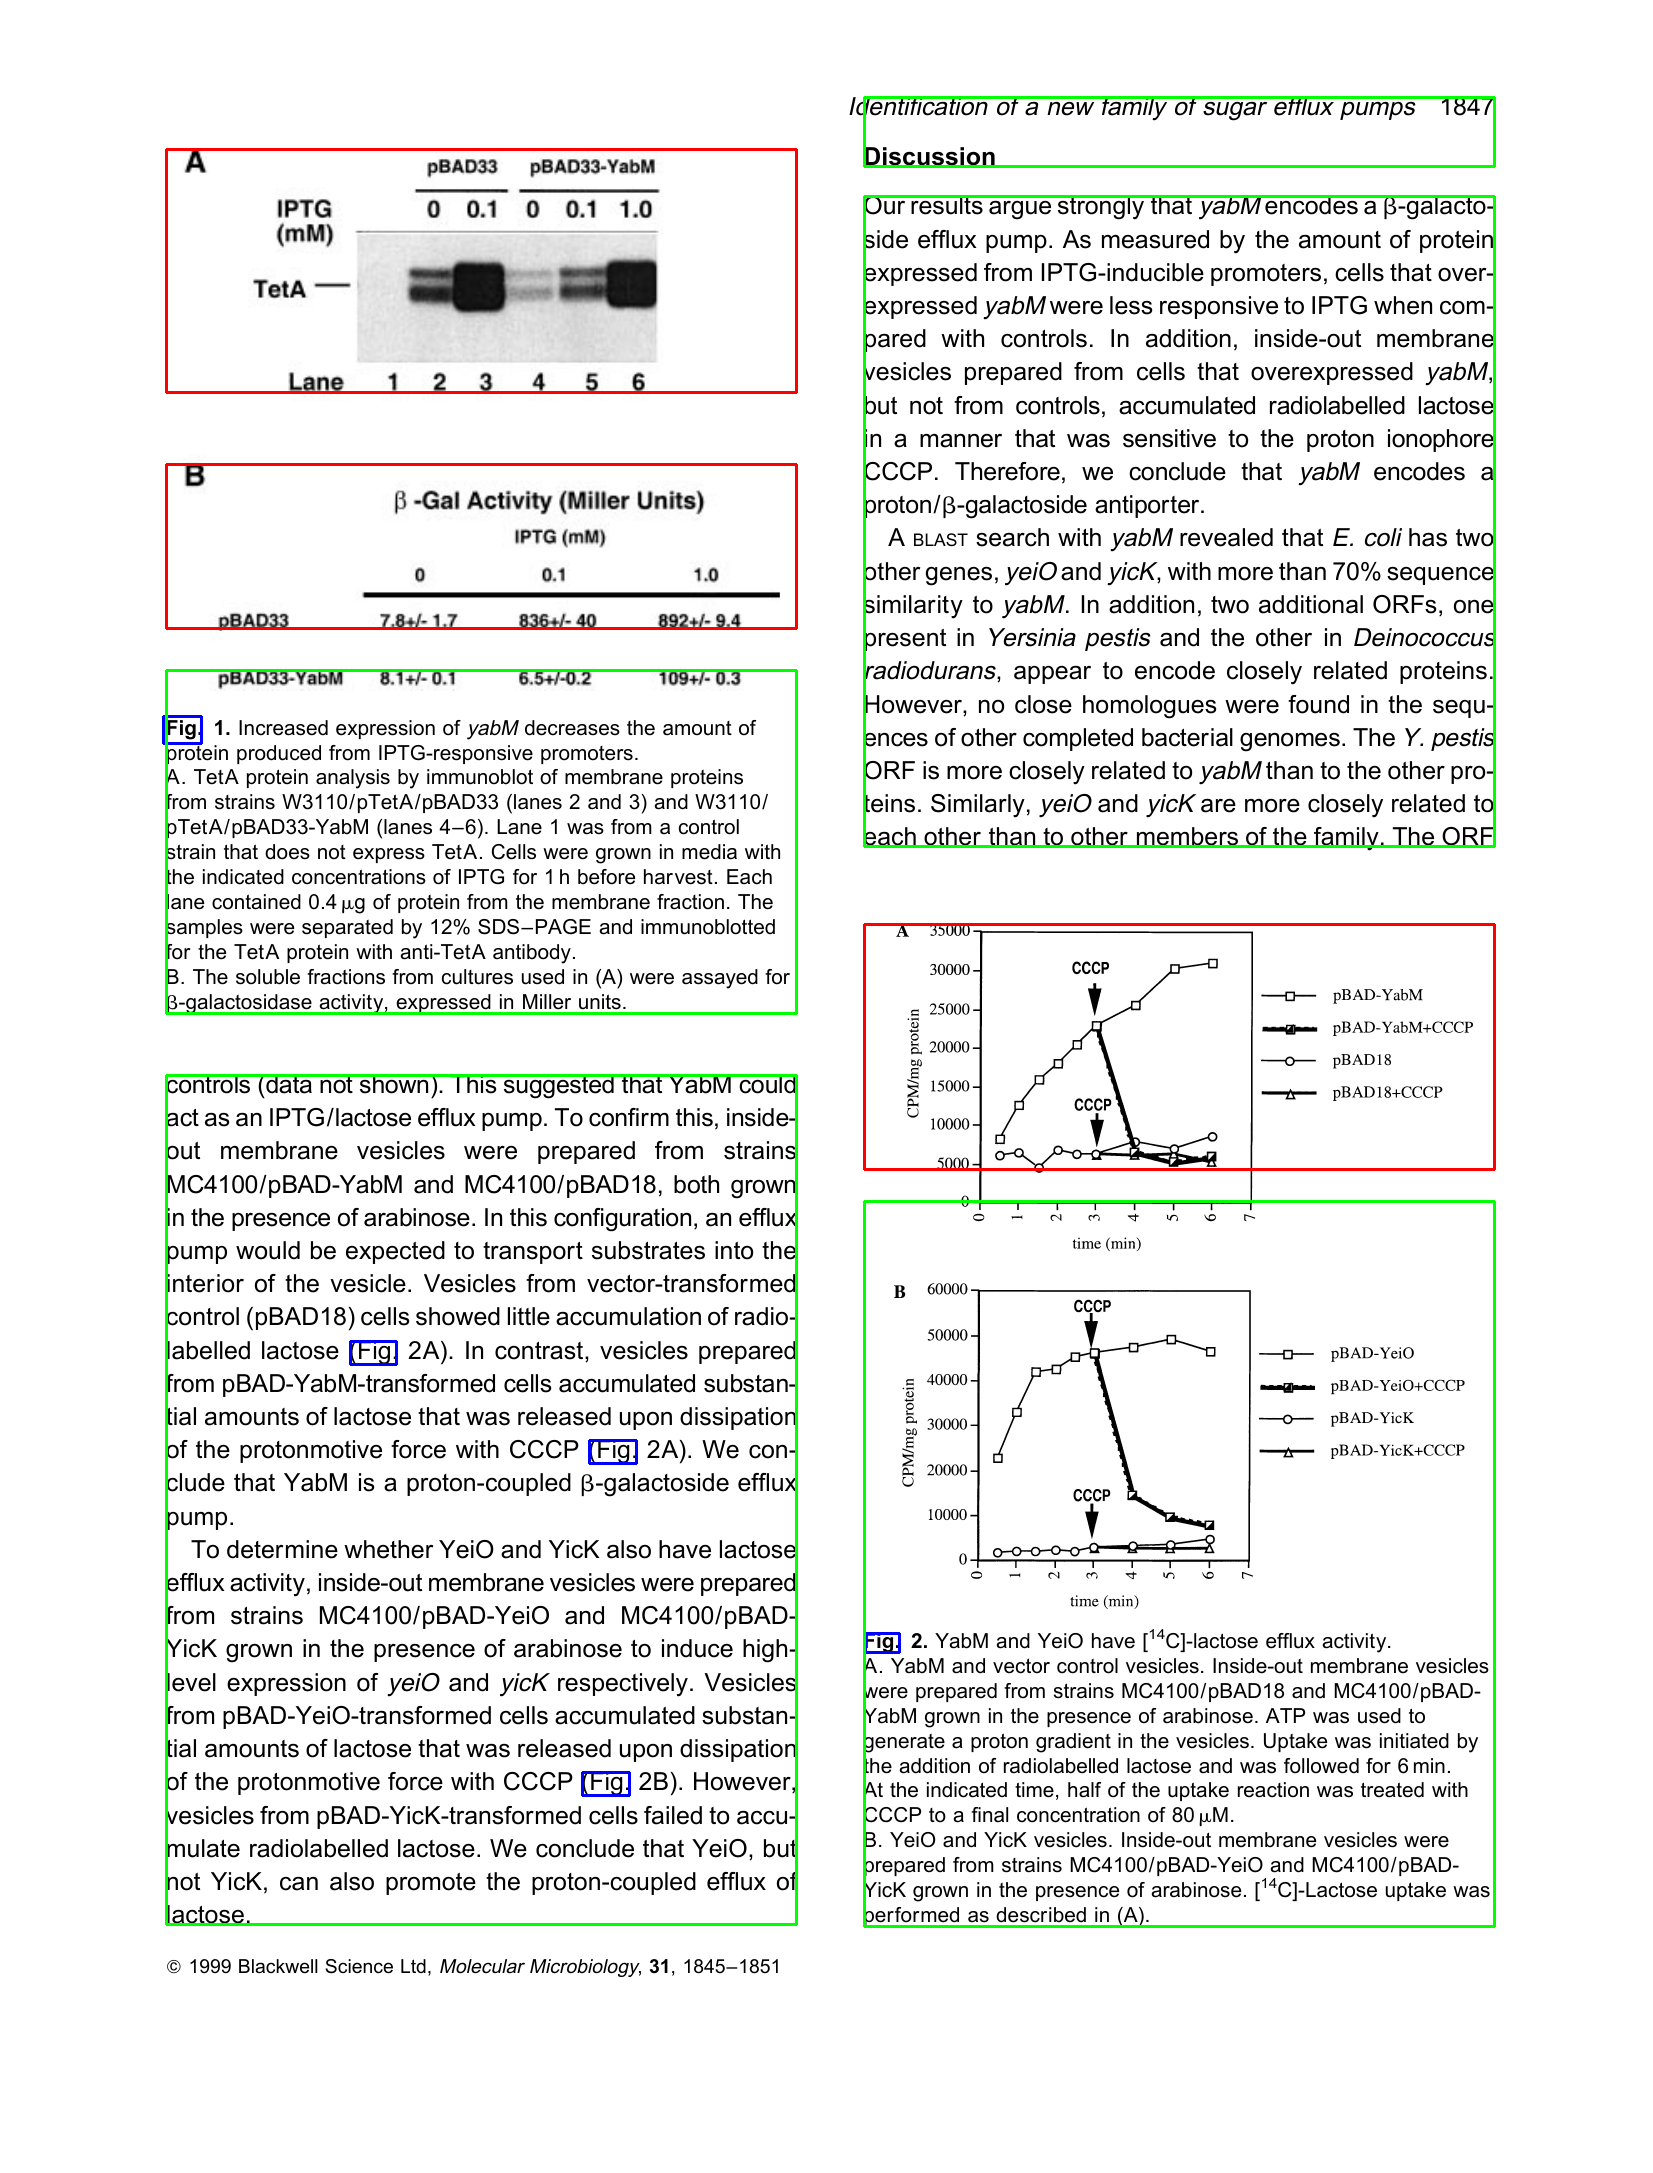 Identification of a new family of sugar efflux pumps 1847
A
pBAD33 pBAD33-YabM
IPTG 0 0.1 0 0.1 1.0
(mM)
TetA
Lane 1 2 3 4 5 6
B
β -Gal Activity (Miller Units)
IPTG (mM)
0 0.1 1.0
pBAD33 7.8+/- 1.7 836+/- 40 892+/- 9.4
pBAD33-YabM 8.1+/- 0.1 6.5+/-0.2 109+/- 0.3
Fig. 1. Increased expression of yabM decreases the amount of
protein produced from IPTG-responsive promoters.
A. TetA protein analysis by immunoblot of membrane proteins
from strains W3110/pTetA/pBAD33 (lanes 2 and 3) and W3110/
pTetA/pBAD33-YabM (lanes 4–6). Lane 1 was from a control
strain that does not express TetA. Cells were grown in media with
the indicated concentrations of IPTG for 1 h before harvest. Each
lane contained 0.4 μg of protein from the membrane fraction. The
samples were separated by 12% SDS–PAGE and immunoblotted
for the TetA protein with anti-TetA antibody.
B. The soluble fractions from cultures used in (A) were assayed for
β-galactosidase activity, expressed in Miller units.
controls (data not shown). This suggested that YabM could
act as an IPTG/lactose efflux pump. To confirm this, inside-
out membrane vesicles were prepared from strains
MC4100/pBAD-YabM and MC4100/pBAD18, both grown
in the presence of arabinose. In this configuration, an efflux
pump would be expected to transport substrates into the
interior of the vesicle. Vesicles from vector-transformed
control (pBAD18) cells showed little accumulation of radio-
labelled lactose (Fig. 2A). In contrast, vesicles prepared
from pBAD-YabM-transformed cells accumulated substan-
tial amounts of lactose that was released upon dissipation
of the protonmotive force with CCCP (Fig. 2A). We con-
clude that YabM is a proton-coupled β-galactoside efflux
pump.
To determine whether YeiO and YicK also have lactose
efflux activity, inside-out membrane vesicles were prepared
from strains MC4100/pBAD-YeiO and MC4100/pBAD-
YicK grown in the presence of arabinose to induce high-
level expression of yeiO and yicK respectively. Vesicles
from pBAD-YeiO-transformed cells accumulated substan-
tial amounts of lactose that was released upon dissipation
of the protonmotive force with CCCP (Fig. 2B). However,
vesicles from pBAD-YicK-transformed cells failed to accu-
mulate radiolabelled lactose. We conclude that YeiO, but
not YicK, can also promote the proton-coupled efflux of
lactose.
Discussion
Our results argue strongly that yabM encodes a β-galacto-
side efflux pump. As measured by the amount of protein
expressed from IPTG-inducible promoters, cells that over-
expressed yabM were less responsive to IPTG when com-
pared with controls. In addition, inside-out membrane
vesicles prepared from cells that overexpressed yabM,
but not from controls, accumulated radiolabelled lactose
in a manner that was sensitive to the proton ionophore
CCCP. Therefore, we conclude that yabM encodes a
proton/β-galactoside antiporter.
A BLAST search with yabM revealed that E. coli has two
other genes, yeiO and yicK, with more than 70% sequence
similarity to yabM. In addition, two additional ORFs, one
present in Yersinia pestis and the other in Deinococcus
radiodurans, appear to encode closely related proteins.
However, no close homologues were found in the sequ-
ences of other completed bacterial genomes. The Y. pestis
ORF is more closely related to yabM than to the other pro-
teins. Similarly, yeiO and yicK are more closely related to
each other than to other members of the family. The ORF
A
CPM/mg protein
35000
30000
25000
20000
15000
10000
5000
0
CCCP
CCCP
pBAD-YabM
pBAD-YabM+CCCP
pBAD18
pBAD18+CCCP
0 1 2 3 4 5 6 7
time (min)
B
CPM/mg protein
60000
50000
40000
30000
20000
10000
0
CCCP
CCCP
pBAD-YeiO
pBAD-YeiO+CCCP
pBAD-YicK
pBAD-YicK+CCCP
0 1 2 3 4 5 6 7
time (min)
Fig. 2. YabM and YeiO have [14C]-lactose efflux activity.
A. YabM and vector control vesicles. Inside-out membrane vesicles
were prepared from strains MC4100/pBAD18 and MC4100/pBAD-
YabM grown in the presence of arabinose. ATP was used to
generate a proton gradient in the vesicles. Uptake was initiated by
the addition of radiolabelled lactose and was followed for 6 min.
At the indicated time, half of the uptake reaction was treated with
CCCP to a final concentration of 80 μM.
B. YeiO and YicK vesicles. Inside-out membrane vesicles were
prepared from strains MC4100/pBAD-YeiO and MC4100/pBAD-
YicK grown in the presence of arabinose. [14C]-Lactose uptake was
performed as described in (A).
© 1999 Blackwell Science Ltd, Molecular Microbiology, 31, 1845–1851